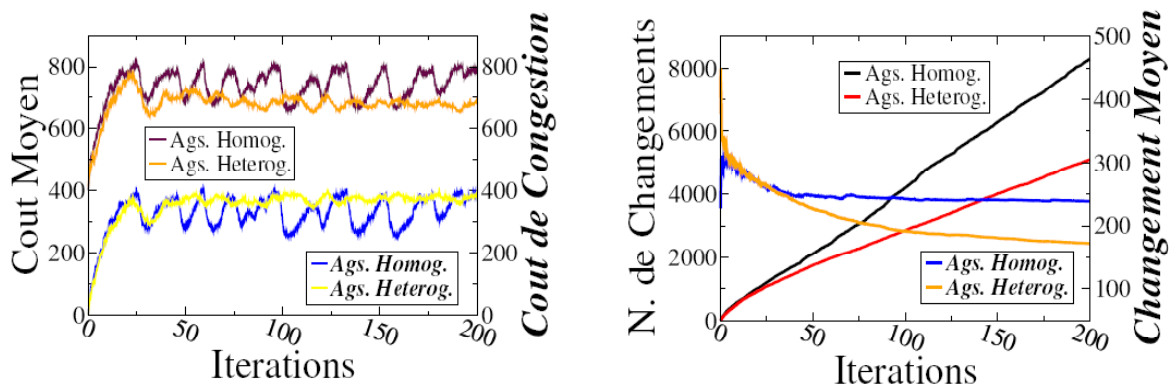 Cout Moyen
800
600
400
200
0
Ags. Homog.
Ags. Heterog.
Ags. Homog.
Ags. Heterog.
800
600
400
200
0
Cout de Congestion
0 50 100 150 200
Iterations
N. de Changements
8000
6000
4000
2000
0
Ags. Homog.
Ags. Heterog.
Ags. Homog.
Ags. Heterog.
500
400
300
200
100
Changement Moyen
0 50 100 150 200
Iterations